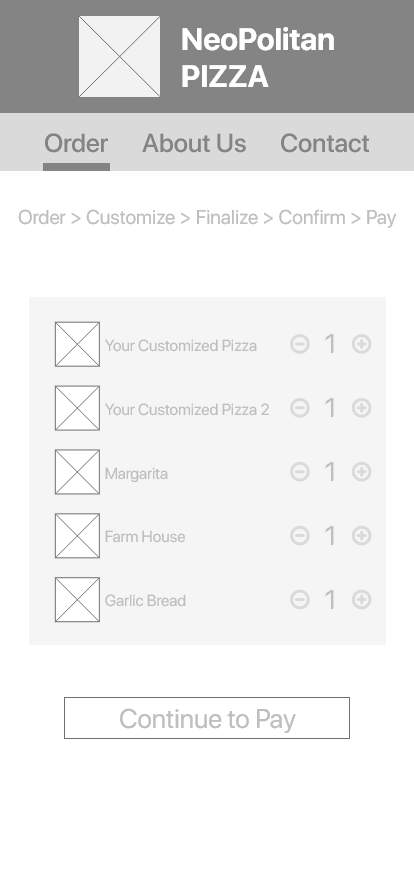 NeoPolitan
PIZZA
Order About Us Contact
Order > Customize > Finalize > Confirm > Pay
Your Customized Pizza 1
Your Customized Pizza 2 1
Margarita 1
Farm House 1
Garlic Bread 1
Continue to Pay